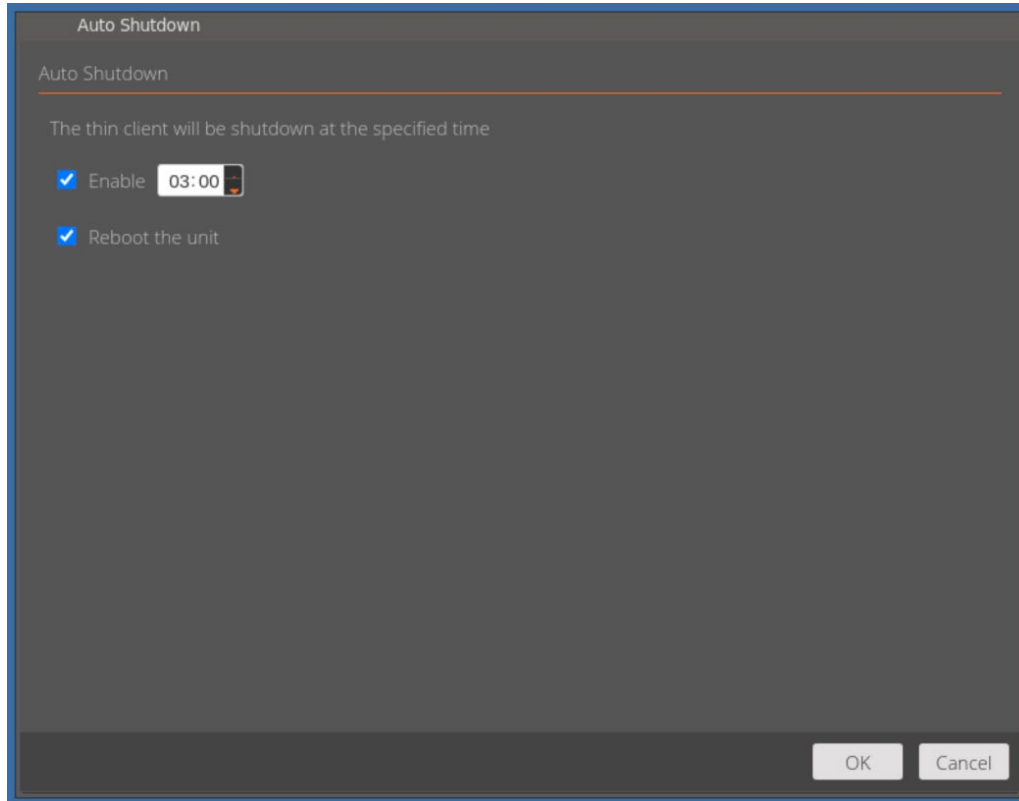 Auto Shutdown
Auto Shutdown
The thin client will be shutdown at the specified time
Enable 03:00
Reboot the unit
OK Cancel